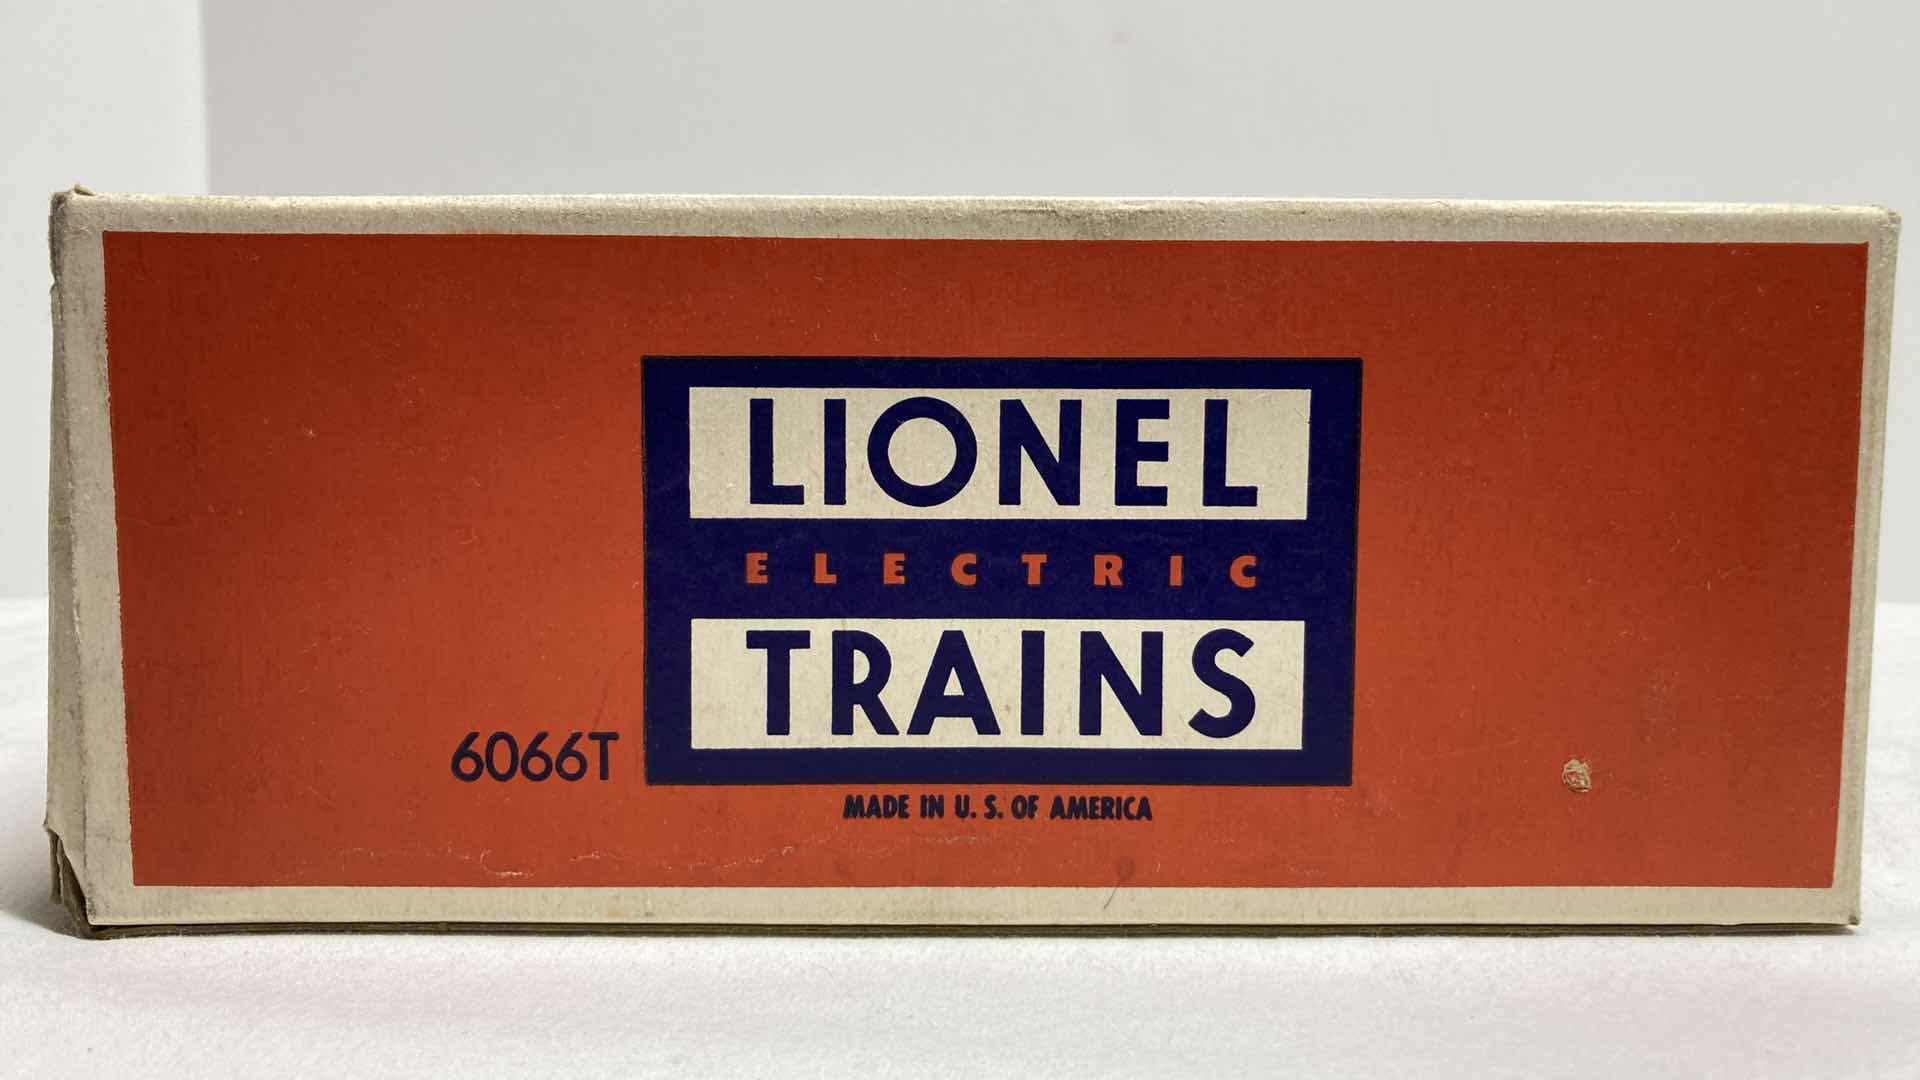 LIONEL
ELECTRIC
TRAINS
6066T
MADE IN U. S. OF AMERICA